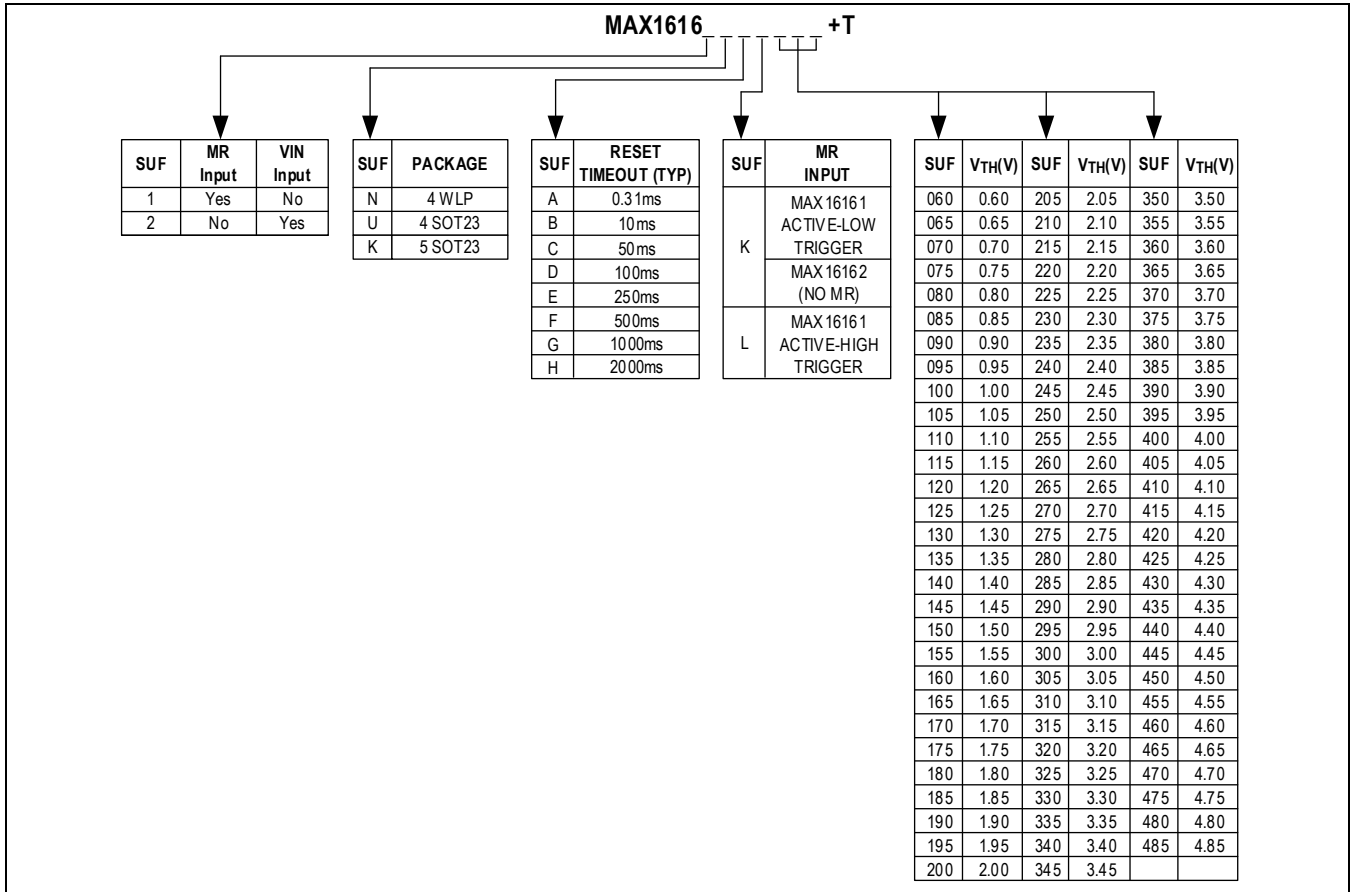 MAX1616_ _ _ _ _ _ _ +T
SUF MR Input VIN Input
1 Yes No
2 No Yes
SUF PACKAGE
N 4 WLP
U 4 SOT23
K 5 SOT23
SUF RESET TIMEOUT (TYP)
A 0.31ms
B 10ms
C 50ms
D 100ms
E 250ms
F 500ms
G 1000ms
H 2000ms
SUF MR INPUT
K MAX16161 ACTIVE-LOW TRIGGER
MAX16162 (NO MR)
L MAX16161 ACTIVE-HIGH TRIGGER
SUF VTH(V) SUF VTH(V) SUF VTH(V)
060 0.60 205 2.05 350 3.50
065 0.65 210 2.10 355 3.55
070 0.70 215 2.15 360 3.60
075 0.75 220 2.20 365 3.65
080 0.80 225 2.25 370 3.70
085 0.85 230 2.30 375 3.75
090 0.90 235 2.35 380 3.80
095 0.95 240 2.40 385 3.85
100 1.00 245 2.45 390 3.90
105 1.05 250 2.50 395 3.95
110 1.10 255 2.55 400 4.00
115 1.15 260 2.60 405 4.05
120 1.20 265 2.65 410 4.10
125 1.25 270 2.70 415 4.15
130 1.30 275 2.75 420 4.20
135 1.35 280 2.80 425 4.25
140 1.40 285 2.85 430 4.30
145 1.45 290 2.90 435 4.35
150 1.50 295 2.95 440 4.40
155 1.55 300 3.00 445 4.45
160 1.60 305 3.05 450 4.50
165 1.65 310 3.10 455 4.55
170 1.70 315 3.15 460 4.60
175 1.75 320 3.20 465 4.65
180 1.80 325 3.25 470 4.70
185 1.85 330 3.30 475 4.75
190 1.90 335 3.35 480 4.80
195 1.95 340 3.40 485 4.85
200 2.00 345 3.45